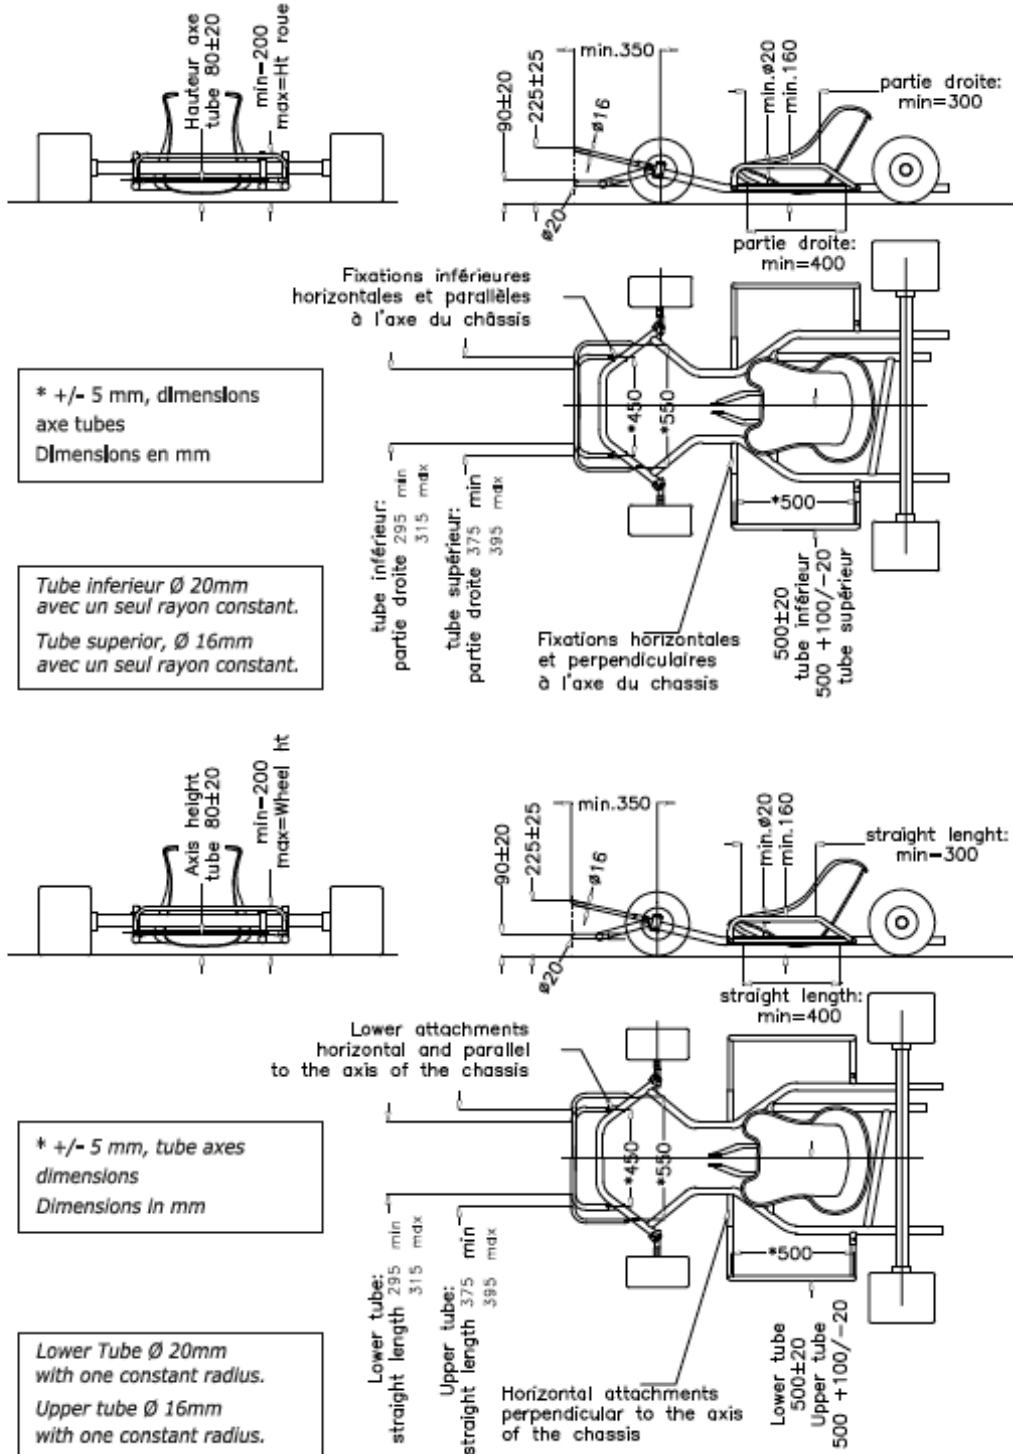 Hauteur axe
tube 80±20
min-200
max=Ht roue
min.350
90±20
225±25
ø16
ø20
min.ø20
min.160
partie droite:
min=300
partie droite:
min=400
Fixations inférieures
horizontales et parallèles
à l'axe du châssis
* +/- 5 mm, dimensions
axe tubes
Dimensions en mm
*450
*550
*500
tube inférieur:
partie droite 295 min
315 max
tube supérieur:
partie droite 375 min
395 max
Tube inferieur Ø 20mm
avec un seul rayon constant.
Tube superior, Ø 16mm
avec un seul rayon constant.
Fixations horizontales
et perpendiculaires
à l'axe du chassis
500±20
tube inférieur
500 +100/-20
tube supérieur
Axis height
tube 80±20
min-200
max=Wheel ht
min.350
90±20
225±25
ø16
ø20
min.ø20
min.160
straight lenght:
min-300
straight length:
min=400
Lower attachments
horizontal and parallel
to the axis of the chassis
* +/- 5 mm, tube axes
dimensions
Dimensions in mm
*450
*550
*500
Lower tube:
straight length 295 min
315 max
Upper tube:
straight length 375 min
395 max
Lower Tube Ø 20mm
with one constant radius.
Upper tube Ø 16mm
with one constant radius.
Horizontal attachments
perpendicular to the axis
of the chassis
Lower tube
500±20
Upper tube
500 +100/-20